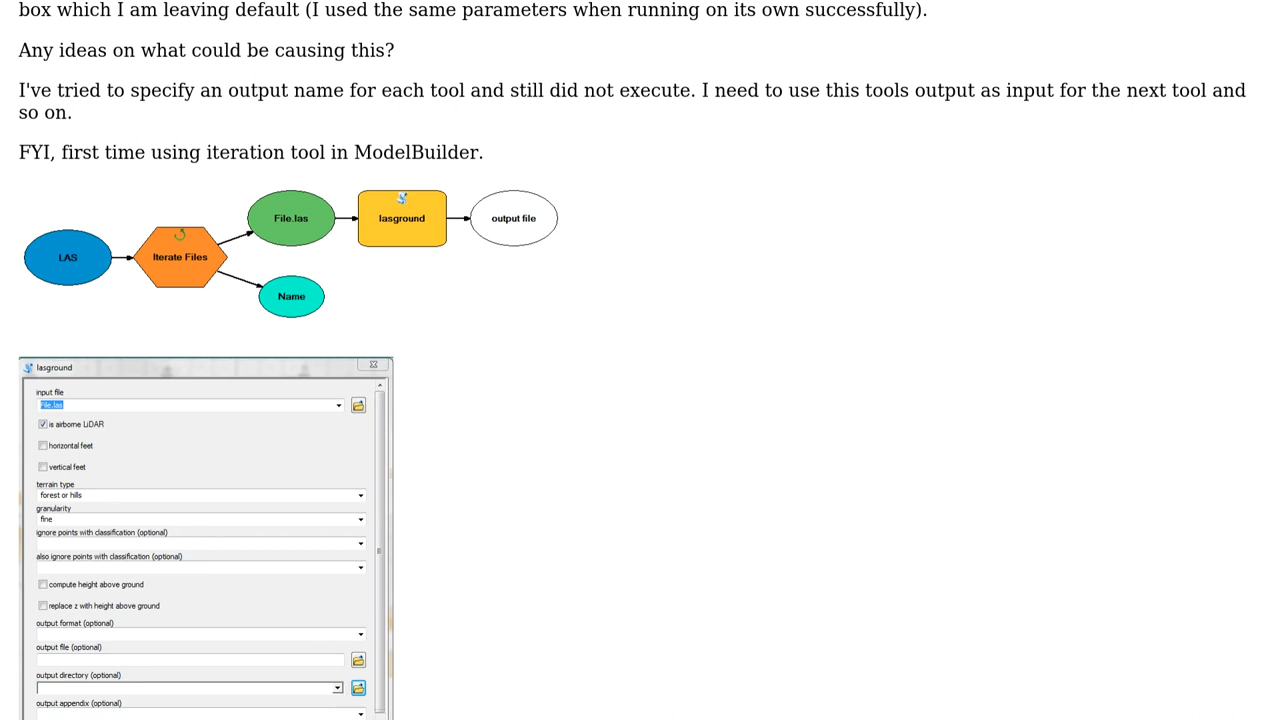 box which I am leaving default (I used the same parameters when running on its own successfully).
Any ideas on what could be causing this?
I've tried to specify an output name for each tool and still did not execute. I need to use this tools output as input for the next tool and
so on.
FYI, first time using iteration tool in ModelBuilder.
File.las
lasground
output file
LAS
Iterate Files
Name
lasground
input file
File.las
is airborne LiDAR
horizontal feet
vertical feet
terrain type
forest or hills
granularity
fine
ignore points with classification (optional)
also ignore points with classification (optional)
compute height above ground
replace z with height above ground
output format (optional)
output file (optional)
output directory (optional)
output appendix (optional)